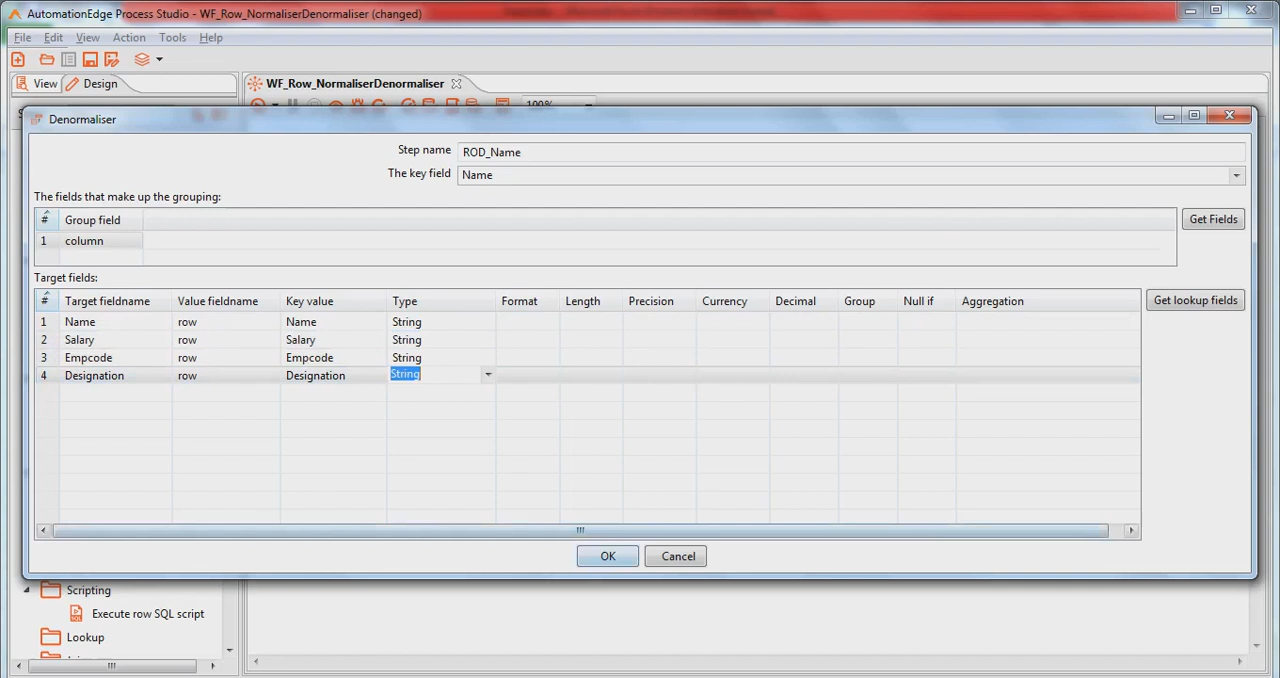 AutomationEdge Process Studio - WF_Row_NormaliserDenormaliser (changed)
File Edit View Action Tools Help
View Design WF_Row_NormaliserDenormaliser
100%
Denormaliser
Step name ROD_Name
The key field Name
The fields that make up the grouping:
# Group field Get Fields
1 column
Target fields:
# Target fieldname Value fieldname Key value Type Format Length Precision Currency Decimal Group Null if Aggregation Get lookup fields
1 Name row Name String
2 Salary row Salary String
3 Empcode row Empcode String
4 Designation row Designation String
OK Cancel
Scripting
Execute row SQL script
Lookup